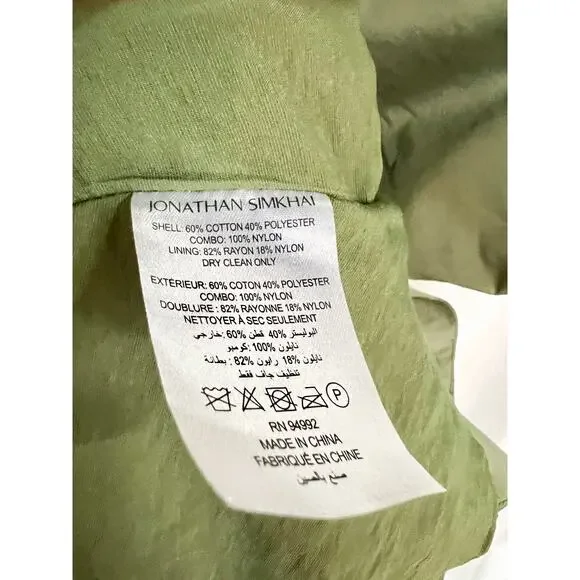 JONATHAN SIMKHAI
SHELL: 60% COTTON 40% POLYESTER
COMBO: 100% NYLON
LINING: 82% RAYON 18% NYLON
DRY CLEAN ONLY
EXTÉRIEUR: 60% COTON 40% POLYESTER
COMBO: 100% NYLON
DOUBLURE : 82% RAYONNE 18% NYLON
NETTOYER À SEC SEULEMENT
البوليستر %40 قطن %60: خارجي
نايلون %100: كومبو
نايلون %18 رايون %82: بطانة
تنظيف جاف فقط
P
RN 94992
MADE IN CHINA
FABRIQUÉ EN CHINE
صنع بالصين